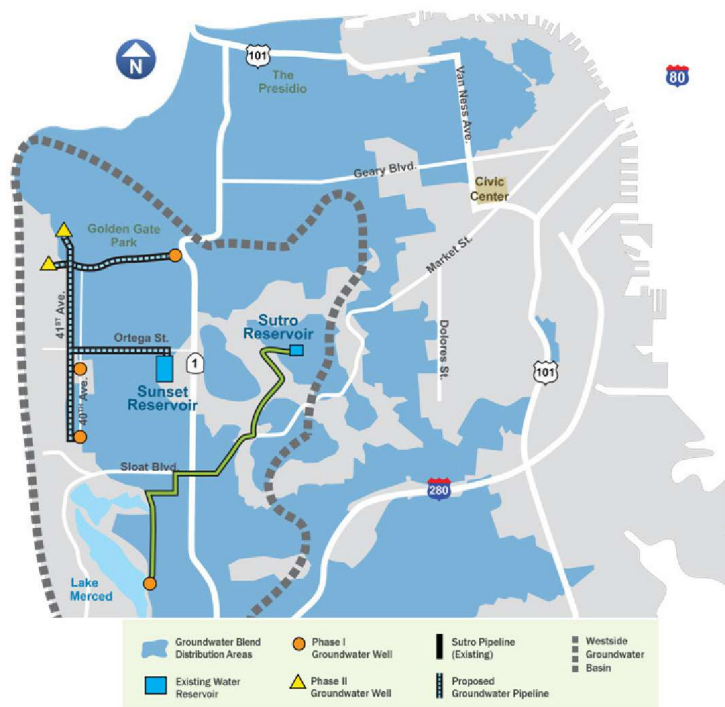 N
101
The
Presidio
Van Ness Ave.
80
Geary Blvd.
Civic
Center
Golden Gate
Park
Market St.
41ST Ave.
Ortega St.
Sutro
Reservoir
Dolores St.
1
101
Sunset
Reservoir
40TH Ave.
Sloat Blvd.
280
Lake
Merced
Groundwater Blend
Distribution Areas
Phase I
Groundwater Well
Sutro Pipeline
(Existing)
Westside
Groundwater
Basin
Existing Water
Reservoir
Phase II
Groundwater Well
Proposed
Groundwater Pipeline